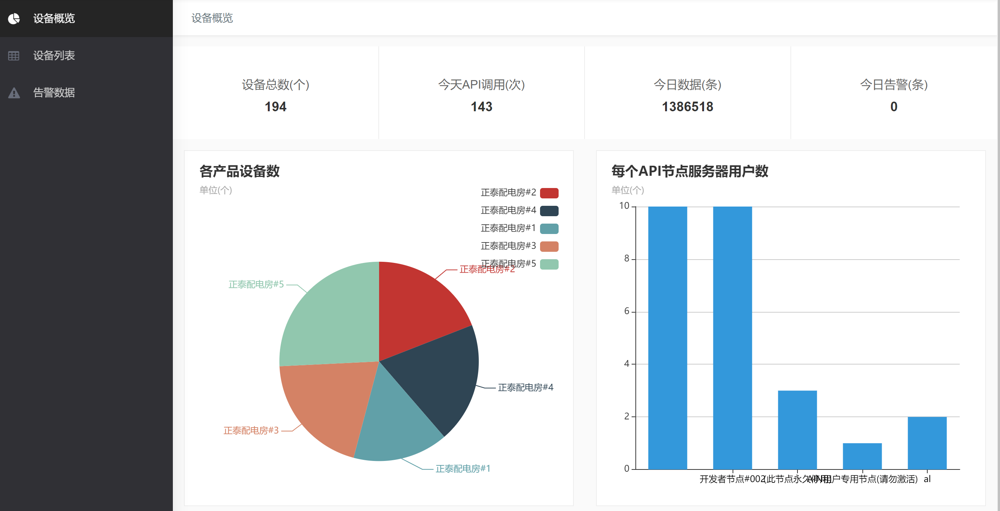 设备概览
设备列表
告警数据
设备概览
设备总数(个)
194
今天API调用(次)
143
今日数据(条)
1386518
今日告警(条)
0
各产品设备数
单位(个)
正泰配电房#2
正泰配电房#4
正泰配电房#1
正泰配电房#3
正泰配电房#5
正泰配电房#2
正泰配电房#5
正泰配电房#4
正泰配电房#3
正泰配电房#1
每个API节点服务器用户数
单位(个)
10
8
6
4
2
0
开发者节点#002
(此节点永久停用)
用户专用节点(请勿激活)
al